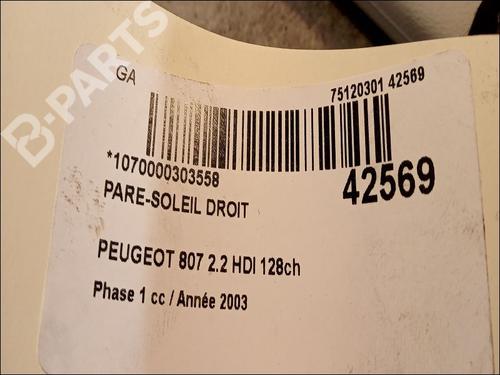 GA
75120301 42569
*1070000303558
42569
PARE-SOLEIL DROIT
PEUGEOT 807 2.2 HDI 128ch
Phase 1 cc / Année 2003
B-PARTS